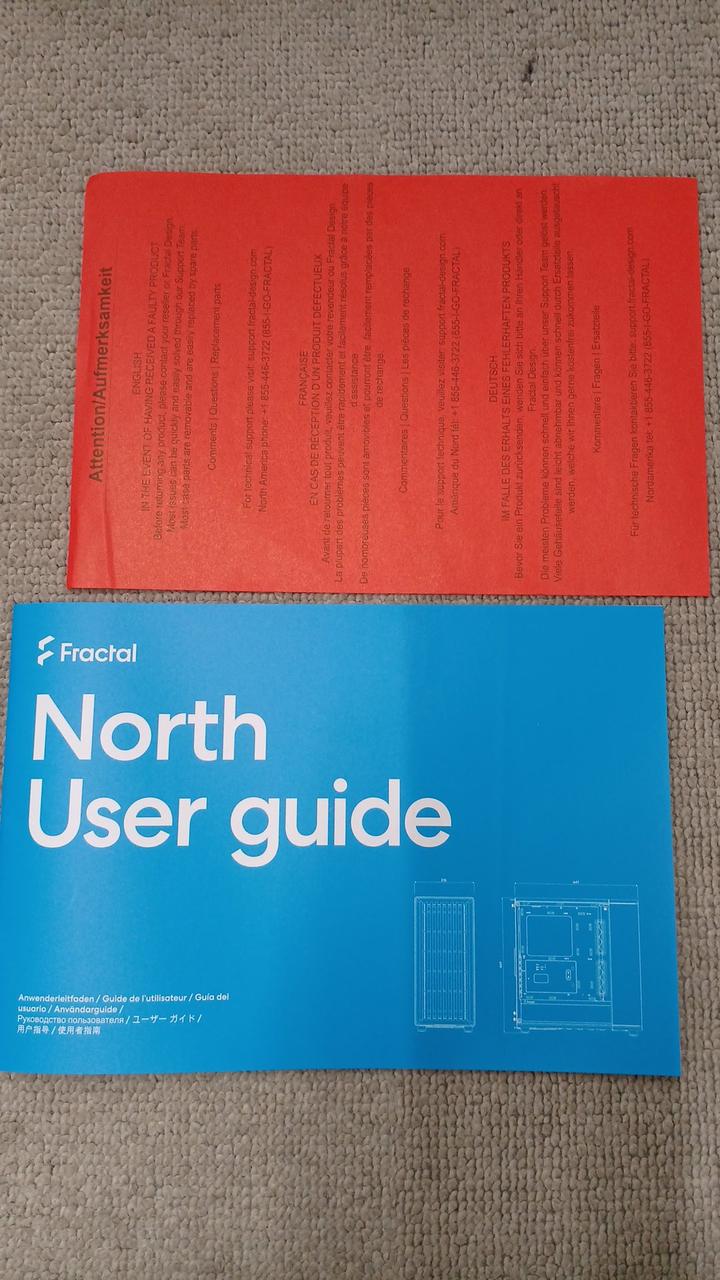 Attention/Aufmerksamkeit
ENGLISH
IN THE EVENT OF HAVING RECEIVED A FAULTY PRODUCT
Before returning any product, please contact your reseller or Fractal Design.
Most issues can be quickly and easily solved through our Support Team.
Most case parts are removable and are easily replaced by spare parts.
Comments | Questions | Replacement parts
For technical support please visit: support.fractal-design.com
North America phone: +1 855-446-3722 (855-I-GO-FRACTAL)
FRANÇAISE
EN CAS DE RÉCEPTION D'UN PRODUIT DÉFECTUEUX
Avant de retourner tout produit, veuillez contacter votre revendeur ou Fractal Design.
La plupart des problèmes peuvent être rapidement et facilement résolus grâce à notre équipe
d'assistance
De nombreuses pièces sont amovibles et pourront être facilement remplacées par des pièces
de rechange.
Commentaires | Questions | Les pièces de rechange
Pour le support technique, veuillez visiter: support.fractal-design.com
Amérique du Nord tél: +1 855-446-3722 (855-I-GO-FRACTAL)
DEUTSCH
IM FALLE DES ERHALTS EINES FEHLERHAFTEN PRODUKTS
Bevor Sie ein Produkt zurücksenden, wenden Sie sich bitte an Ihren Händler oder direkt an
Fractal Design.
Die meisten Probleme können schnell und einfach über unser Support Team gelöst werden.
Viele Gehäuseteile sind leicht abnehmbar und können schnell durch Ersatzteile ausgetauscht
werden, welche wir Ihnen gerne kostenfrei zukommen lassen
Kommentare | Fragen | Ersatzteile
Für technische Fragen kontaktieren Sie bitte: support.fractal-design.com
Nordamerika tel: +1 855-446-3722 (855-I-GO-FRACTAL)
Fractal
North
User guide
Anwenderleitfaden / Guide de l'utilisateur / Guía del
usuario / Användarguide /
Руководство пользователя / ユーザー ガイド /
用户指导 / 使用者指南